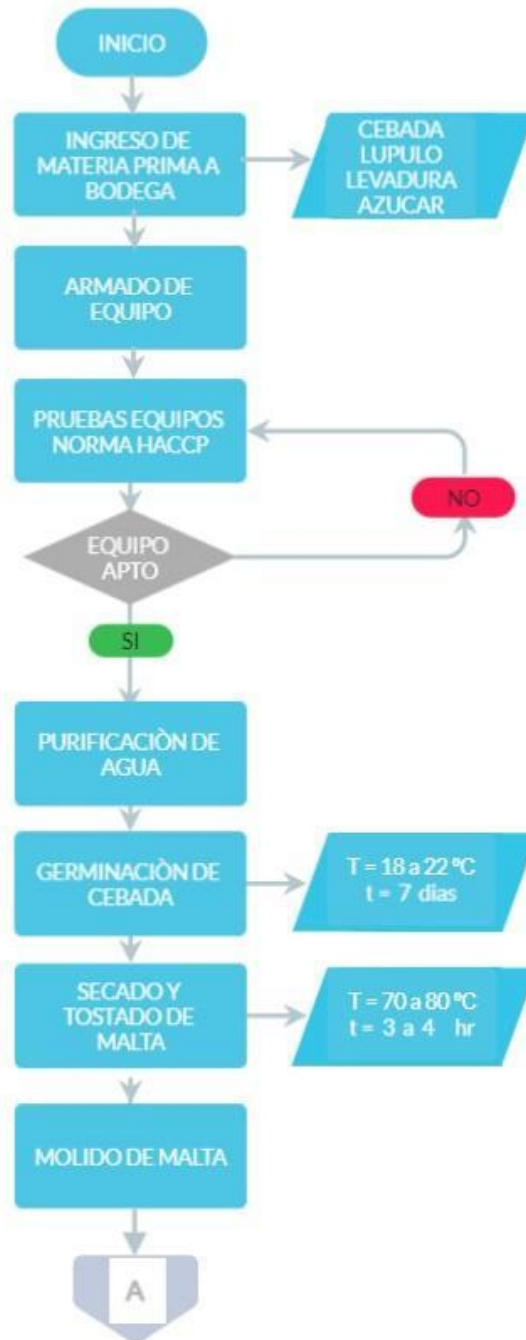 INICIO
INGRESO DE
MATERIA PRIMA A
BODEGA
CEBADA
LUPULO
LEVADURA
AZUCAR
ARMADO DE
EQUIPO
PRUEBAS EQUIPOS
NORMA HACCP
NO
EQUIPO
APTO
SI
PURIFICACIÒN DE
AGUA
GERMINACIÒN DE
CEBADA
T = 18 a 22 ºC
t = 7 dias
SECADO Y
TOSTADO DE
MALTA
T = 70 a 80 ºC
t = 3 a 4 hr
MOLIDO DE MALTA
A